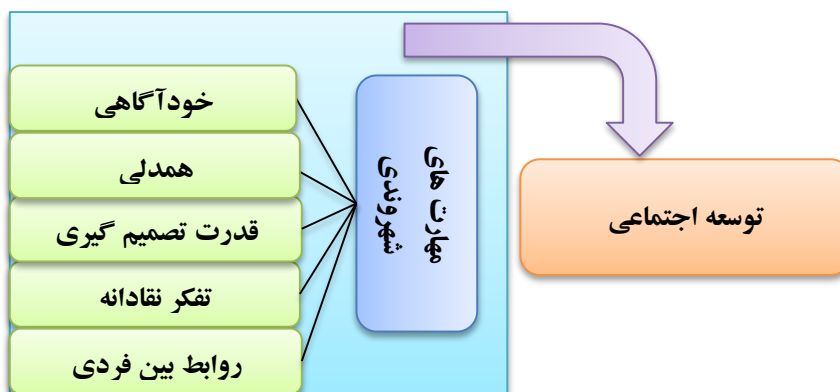 خودآگاهی
همدلی
قدرت تصمیم گیری
تفکر نقادانه
روابط بین فردی
مهارت های
شهروندی
توسعه اجتماعی